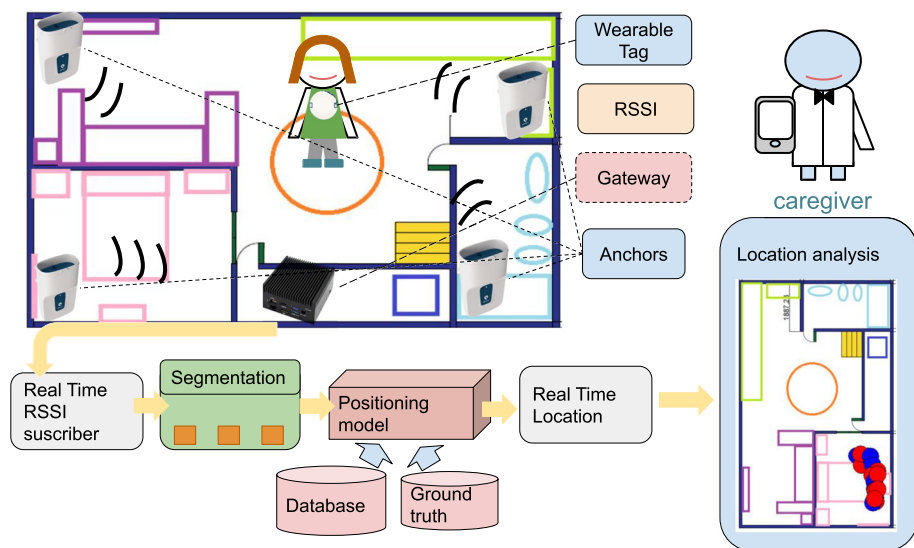 Wearable
Tag
RSSI
Gateway
Anchors
caregiver
Location analysis
Real Time
RSSI
suscriber
Segmentation
Positioning
model
Real Time
Location
Database
Ground
truth